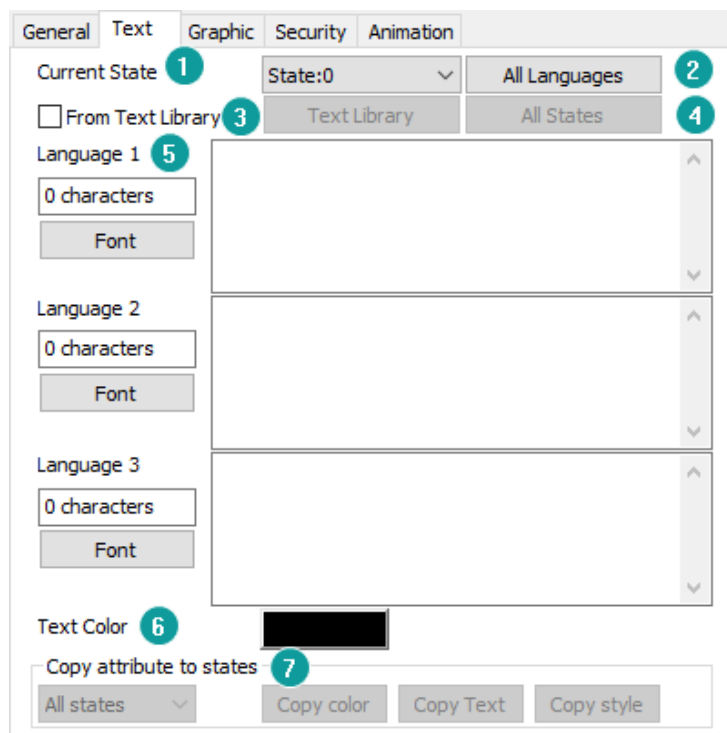 General Text Graphic Security Animation
Current State 1 State:0 All Languages 2
From Text Library 3 Text Library All States 4
Language 1 5
0 characters
Font
Language 2
0 characters
Font
Language 3
0 characters
Font
Text Color 6
Copy attribute to states 7
All states Copy color Copy Text Copy style